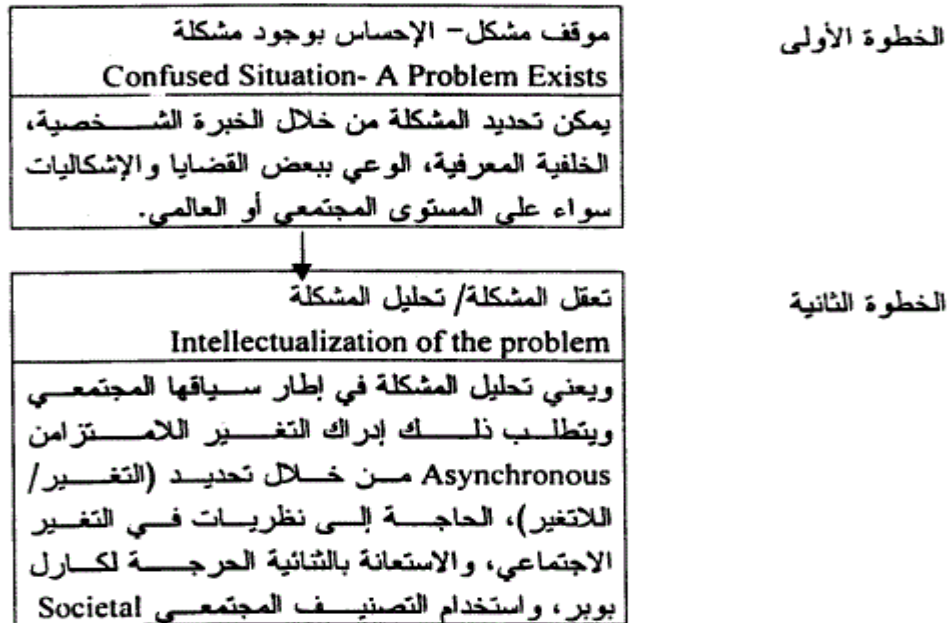 الخطوة الأولى
موقف مشكل– الإحساس بوجود مشكلة
Confused Situation- A Problem Exists
يمكن تحديد المشكلة من خلال الخبرة الشخصية،
الخلفية المعرفية، الوعي ببعض القضايا والإشكاليات
سواء على المستوى المجتمعي أو العالمي.
الخطوة الثانية
تعقل المشكلة/ تحليل المشكلة
Intellectualization of the problem
ويعني تحليل المشكلة في إطار سياقها المجتمعي
ويتطلب ذلك إدراك التغير اللامتزامن
Asynchronous من خلال تحديد (التغير/
اللاتغير)، الحاجة إلى نظريات في التغير
الاجتماعي، والاستعانة بالثنائية الحرجة لكارل
بوبر، واستخدام التصنيف المجتمعي Societal